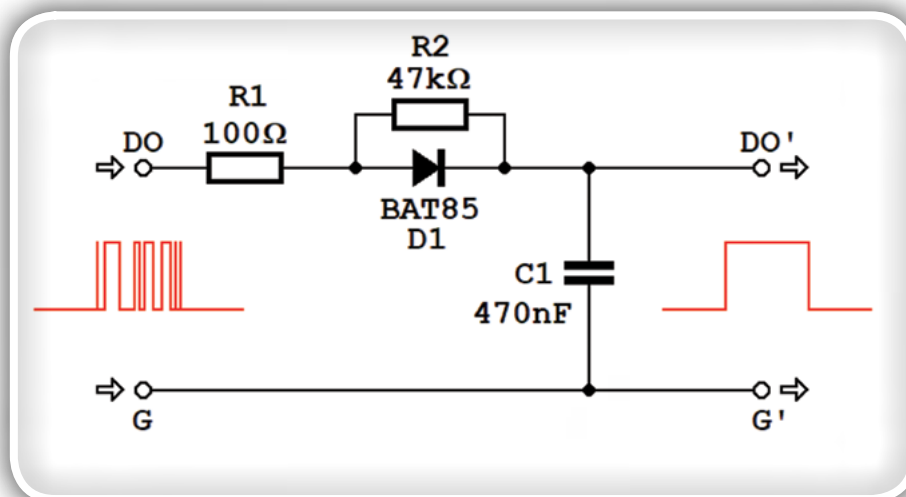 R2
47kΩ
R1
100Ω
DO
DO'
BAT85
D1
C1
470nF
G
G'